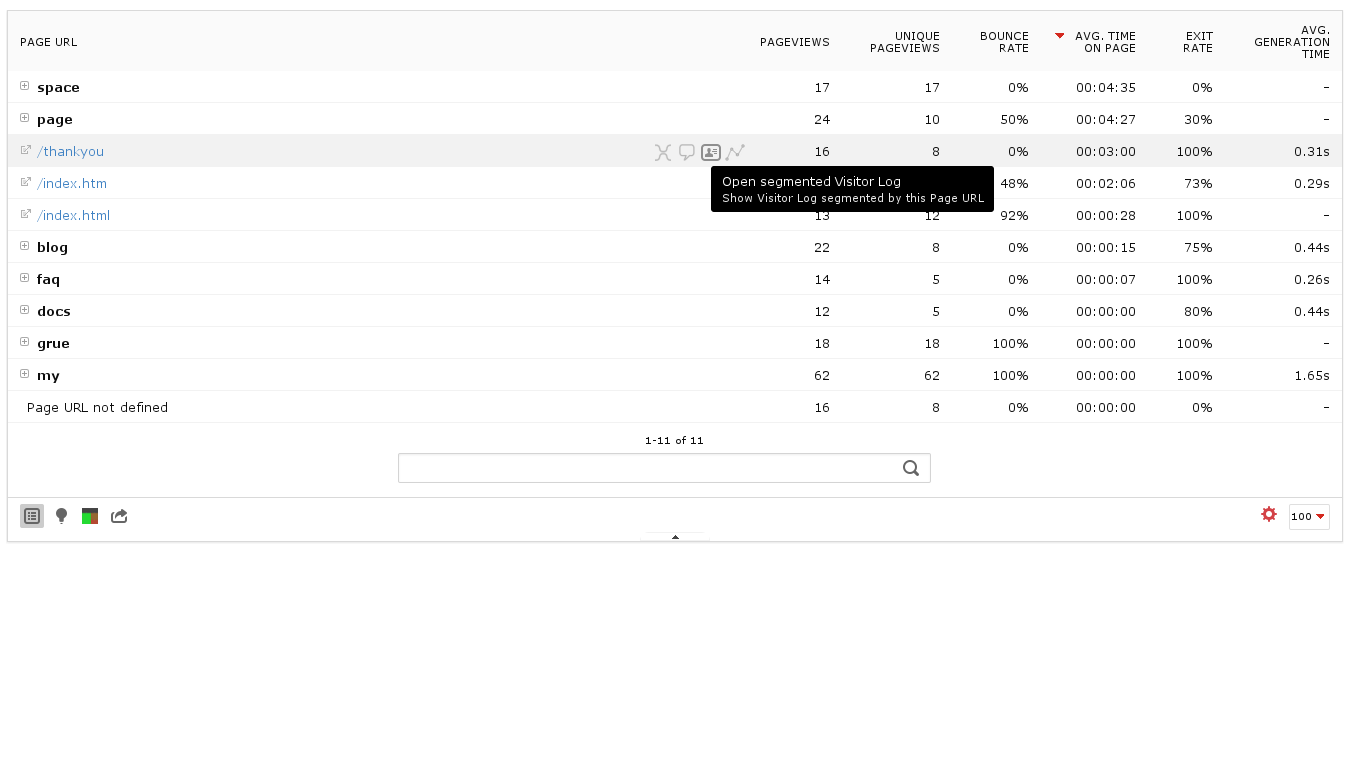 PAGE URL PAGEVIEWS UNIQUE PAGEVIEWS BOUNCE RATE AVG. TIME ON PAGE EXIT RATE AVG. GENERATION TIME
space 17 17 0% 00:04:35 0% -
page 24 10 50% 00:04:27 30% -
/thankyou 16 8 0% 00:03:00 100% 0.31s
/index.htm 48% 00:02:06 73% 0.29s
Open segmented Visitor Log
Show Visitor Log segmented by this Page URL
/index.html 13 12 92% 00:00:28 100% -
blog 22 8 0% 00:00:15 75% 0.44s
faq 14 5 0% 00:00:07 100% 0.26s
docs 12 5 0% 00:00:00 80% 0.44s
grue 18 18 100% 00:00:00 100% -
my 62 62 100% 00:00:00 100% 1.65s
Page URL not defined 16 8 0% 00:00:00 0% -
1-11 of 11
100